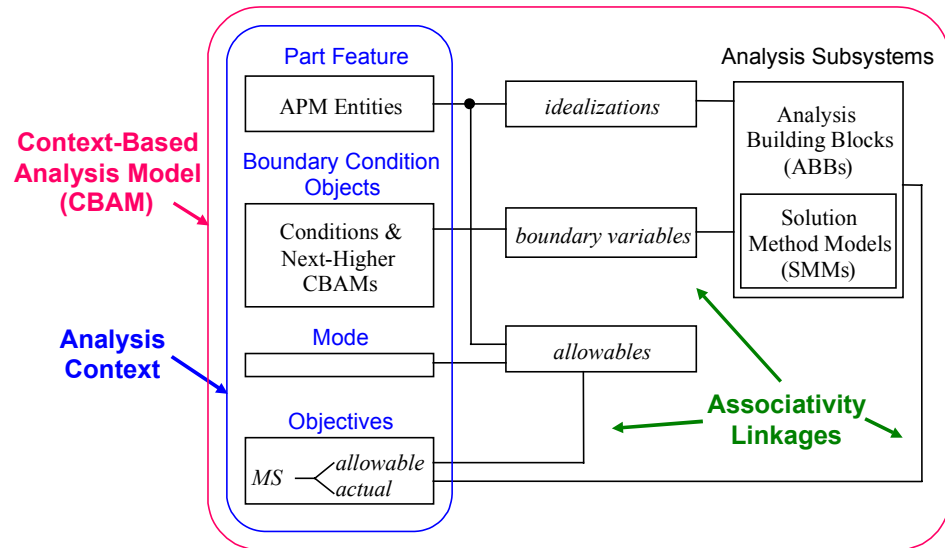 Part Feature
APM Entities
idealizations
Analysis Subsystems
Analysis
Building Blocks
(ABBs)
Context-Based
Analysis Model
(CBAM)
Boundary Condition
Objects
Conditions &
Next-Higher
CBAMs
boundary variables
Solution
Method Models
(SMMs)
Analysis
Context
Mode
allowables
Associativity
Linkages
Objectives
MS
allowable
actual